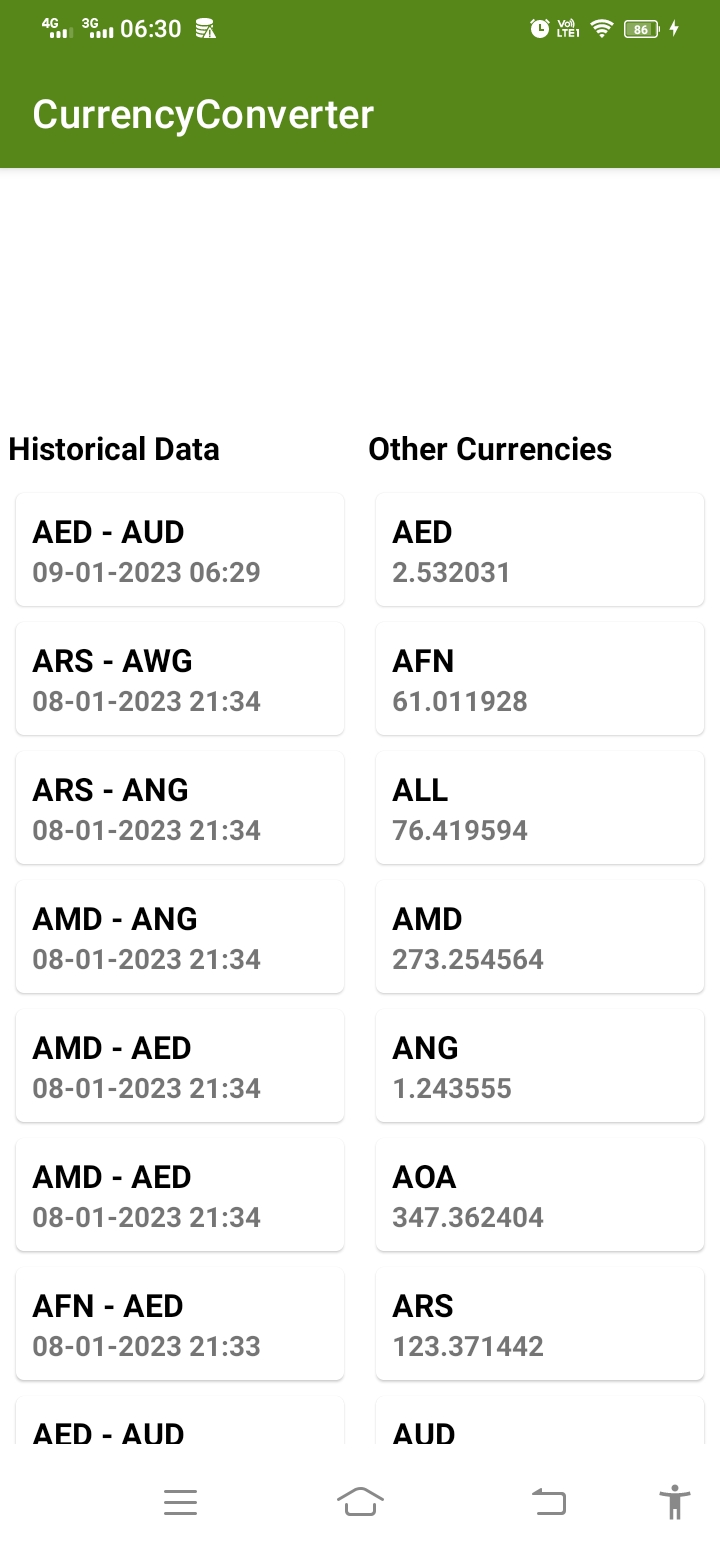 4G 3G 06:30 Vo) LTE1 86
CurrencyConverter
Historical Data
AED - AUD
09-01-2023 06:29
ARS - AWG
08-01-2023 21:34
ARS - ANG
08-01-2023 21:34
AMD - ANG
08-01-2023 21:34
AMD - AED
08-01-2023 21:34
AMD - AED
08-01-2023 21:34
AFN - AED
08-01-2023 21:33
AED - AUD
Other Currencies
AED
2.532031
AFN
61.011928
ALL
76.419594
AMD
273.254564
ANG
1.243555
AOA
347.362404
ARS
123.371442
AUD